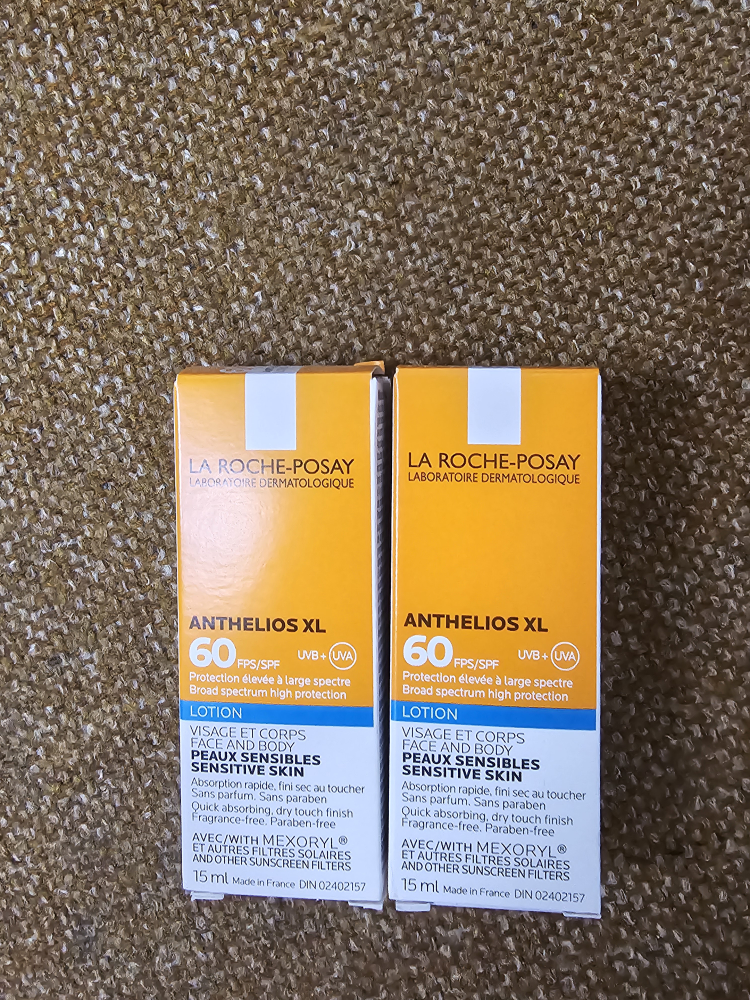 LA ROCHE-POSAY
LABORATOIRE DERMATOLOGIQUE
ANTHELIOS XL
60 FPS/SPF UVB + UVA
Protection élevée à large spectre
Broad spectrum high protection
LOTION
VISAGE ET CORPS
FACE AND BODY
PEAUX SENSIBLES
SENSITIVE SKIN
Absorption rapide, fini sec au toucher
Sans parfum. Sans paraben
Quick absorbing, dry touch finish
Fragrance-free. Paraben-free
AVEC/WITH MEXORYL®
ET AUTRES FILTRES SOLAIRES
AND OTHER SUNSCREEN FILTERS
15 ml Made in France DIN 02402157
LA ROCHE-POSAY
LABORATOIRE DERMATOLOGIQUE
ANTHELIOS XL
60 FPS/SPF UVB + UVA
Protection élevée à large spectre
Broad spectrum high protection
LOTION
VISAGE ET CORPS
FACE AND BODY
PEAUX SENSIBLES
SENSITIVE SKIN
Absorption rapide, fini sec au toucher
Sans parfum. Sans paraben
Quick absorbing, dry touch finish
Fragrance-free. Paraben-free
AVEC/WITH MEXORYL®
ET AUTRES FILTRES SOLAIRES
AND OTHER SUNSCREEN FILTERS
15 ml Made in France DIN 02402157